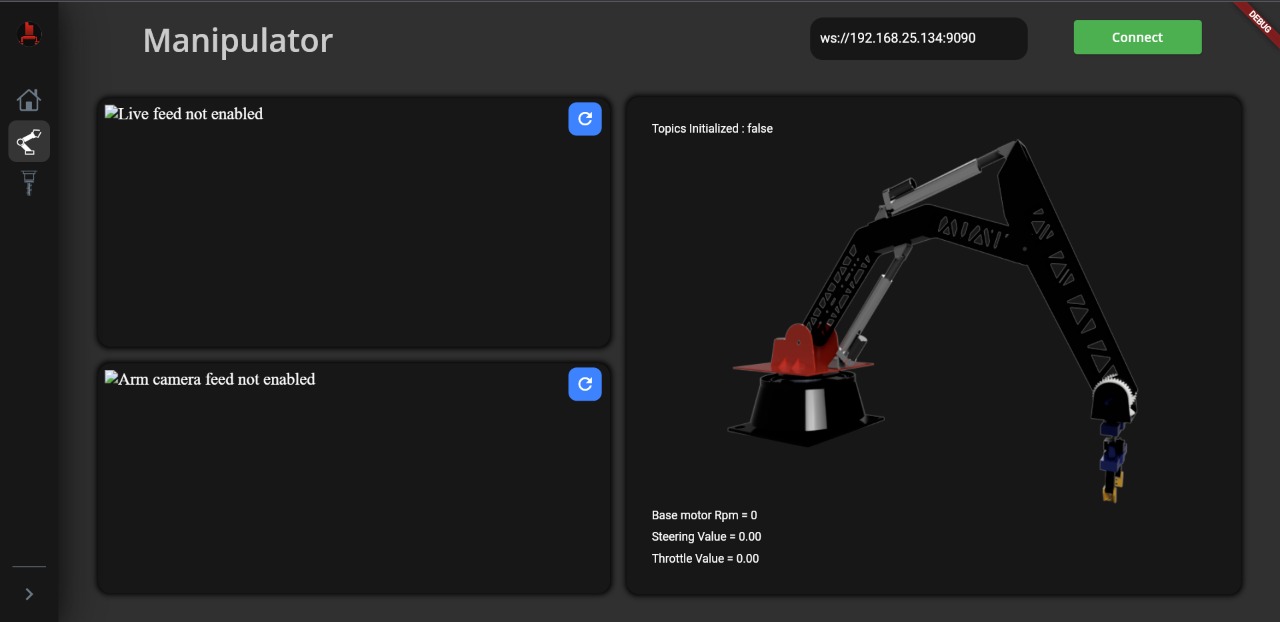 Manipulator
ws://192.168.25.134:9090
Connect
DEBUG
Live feed not enabled
Topics Initialized : false
Arm camera feed not enabled
Base motor Rpm = 0
Steering Value = 0.00
Throttle Value = 0.00